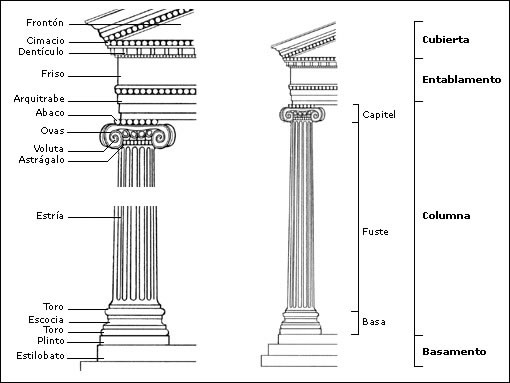 Frontón
Cimacio
Dentículo
Friso
Arquitrabe
Abaco
Ovas
Voluta
Astrágalo
Estría
Toro
Escocia
Toro
Plinto
Estilobato
Capitel
Fuste
Basa
Cubierta
Entablamento
Columna
Basamento